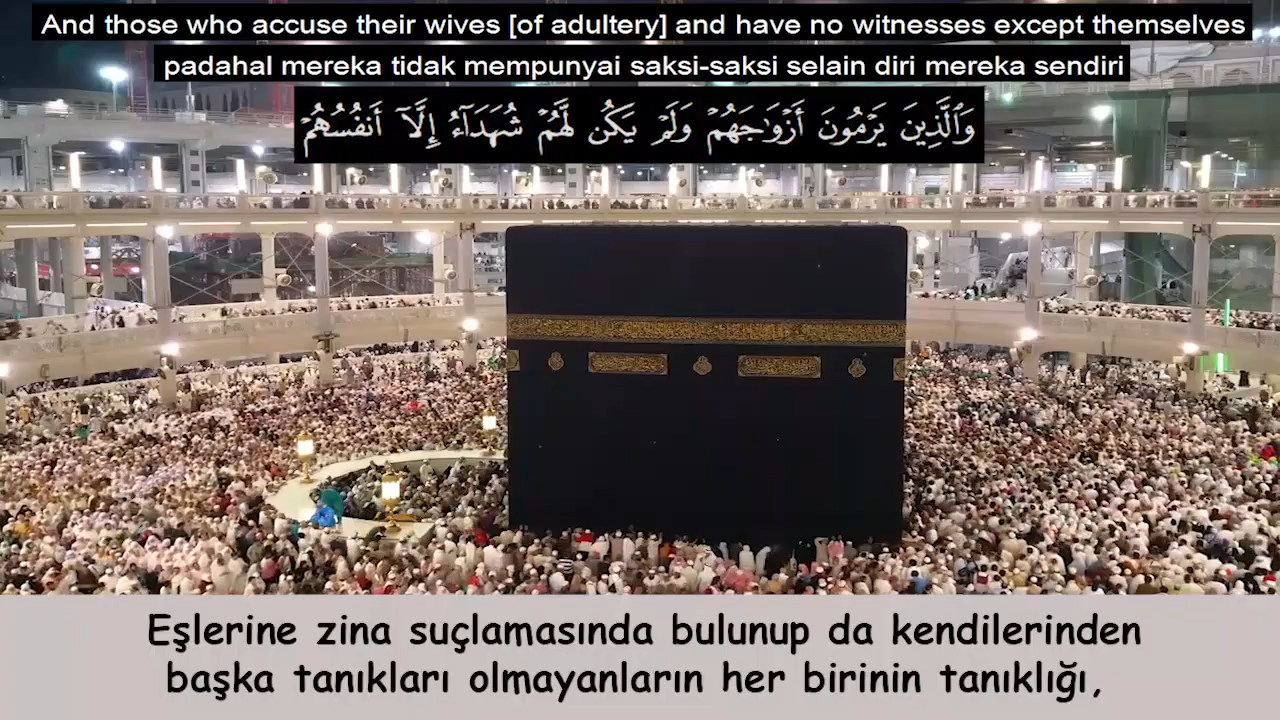 And those who accuse their wives [of adultery] and have no witnesses except themselves
padahal mereka tidak mempunyai saksi-saksi selain diri mereka sendiri
وَٱلَّذِينَ يَرْمُونَ أَزْوَٰجَهُمْ وَلَمْ يَكُن لَّهُمْ شُهَدَآءُ إِلَّآ أَنفُسُهُمْ
Eşlerine zina suçlamasında bulunup da kendilerinden
başka tanıkları olmayanların her birinin tanıklığı,